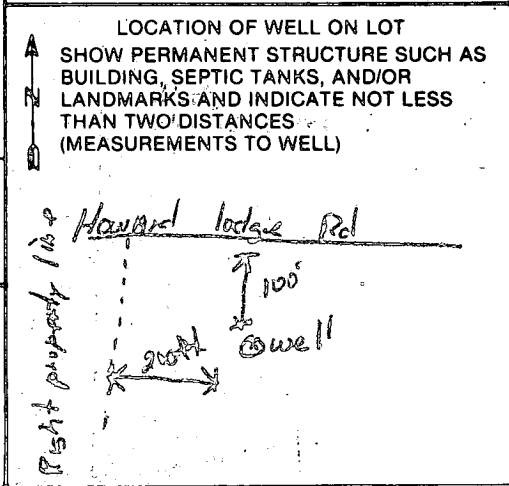 LOCATION OF WELL ON LOT
SHOW PERMANENT STRUCTURE SUCH AS
BUILDING, SEPTIC TANKS, AND/OR
LANDMARKS AND INDICATE NOT LESS
THAN TWO DISTANCES
(MEASUREMENTS TO WELL)
N
Howard lodge Rd
100'
well
200ft
Right property line